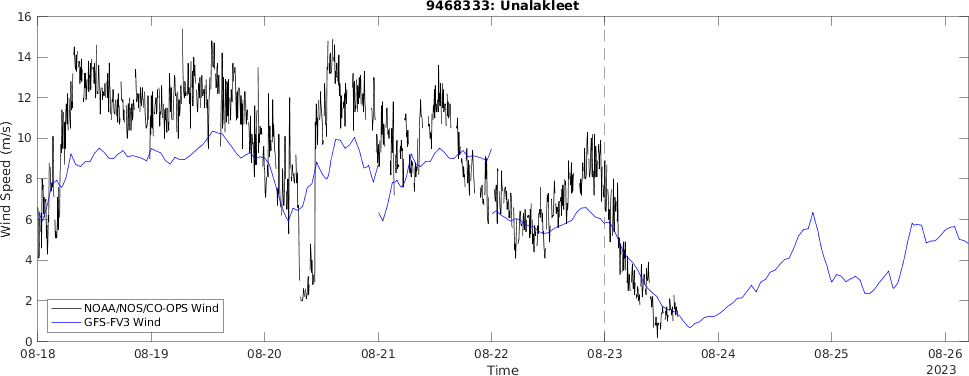 9468333: Unalakleet
16
14
12
10
8
6
4
2
0
Wind Speed (m/s)
NOAA/NOS/CO-OPS Wind
GFS-FV3 Wind
08-18 08-19 08-20 08-21 08-22 08-23 08-24 08-25 08-26
Time 2023